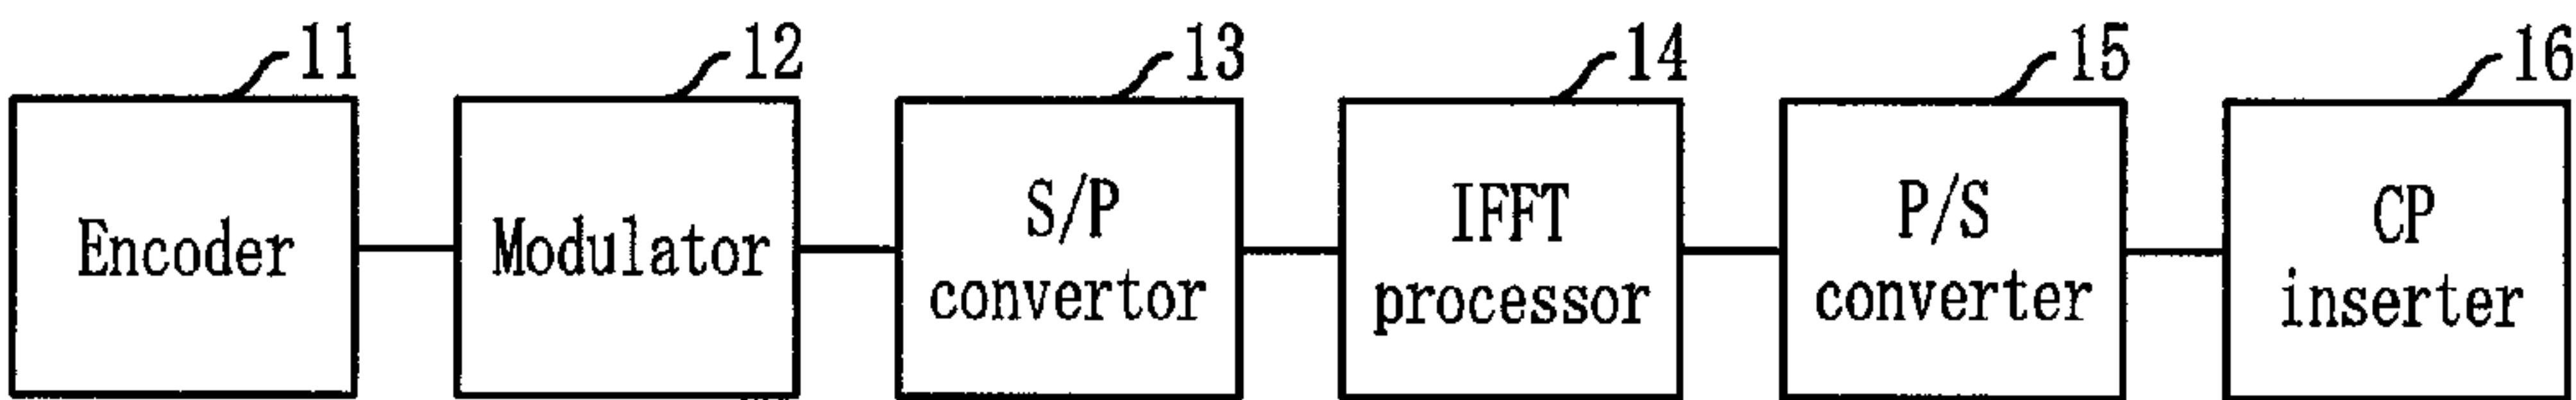 11 12 13 14 15 16
Encoder
Modulator
S/P
convertor
IFFT
processor
P/S
converter
CP
inserter